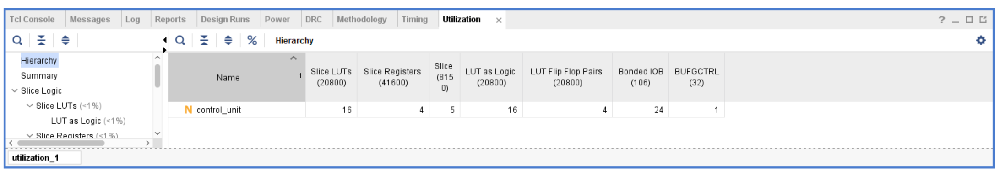 Tcl Console Messages Log Reports Design Runs Power DRC Methodology Timing Utilization × ? _
% Hierarchy
Hierarchy
Summary
Slice Logic
Slice LUTs (<1%)
LUT as Logic (<1%)
Slice Registers (<1%)
Name 1
Slice LUTs
(20800)
Slice Registers
(41600)
Slice
(815
0)
LUT as Logic
(20800)
LUT Flip Flop Pairs
(20800)
Bonded IOB
(106)
BUFGCTRL
(32)
N control_unit 16 4 5 16 4 24 1
utilization_1